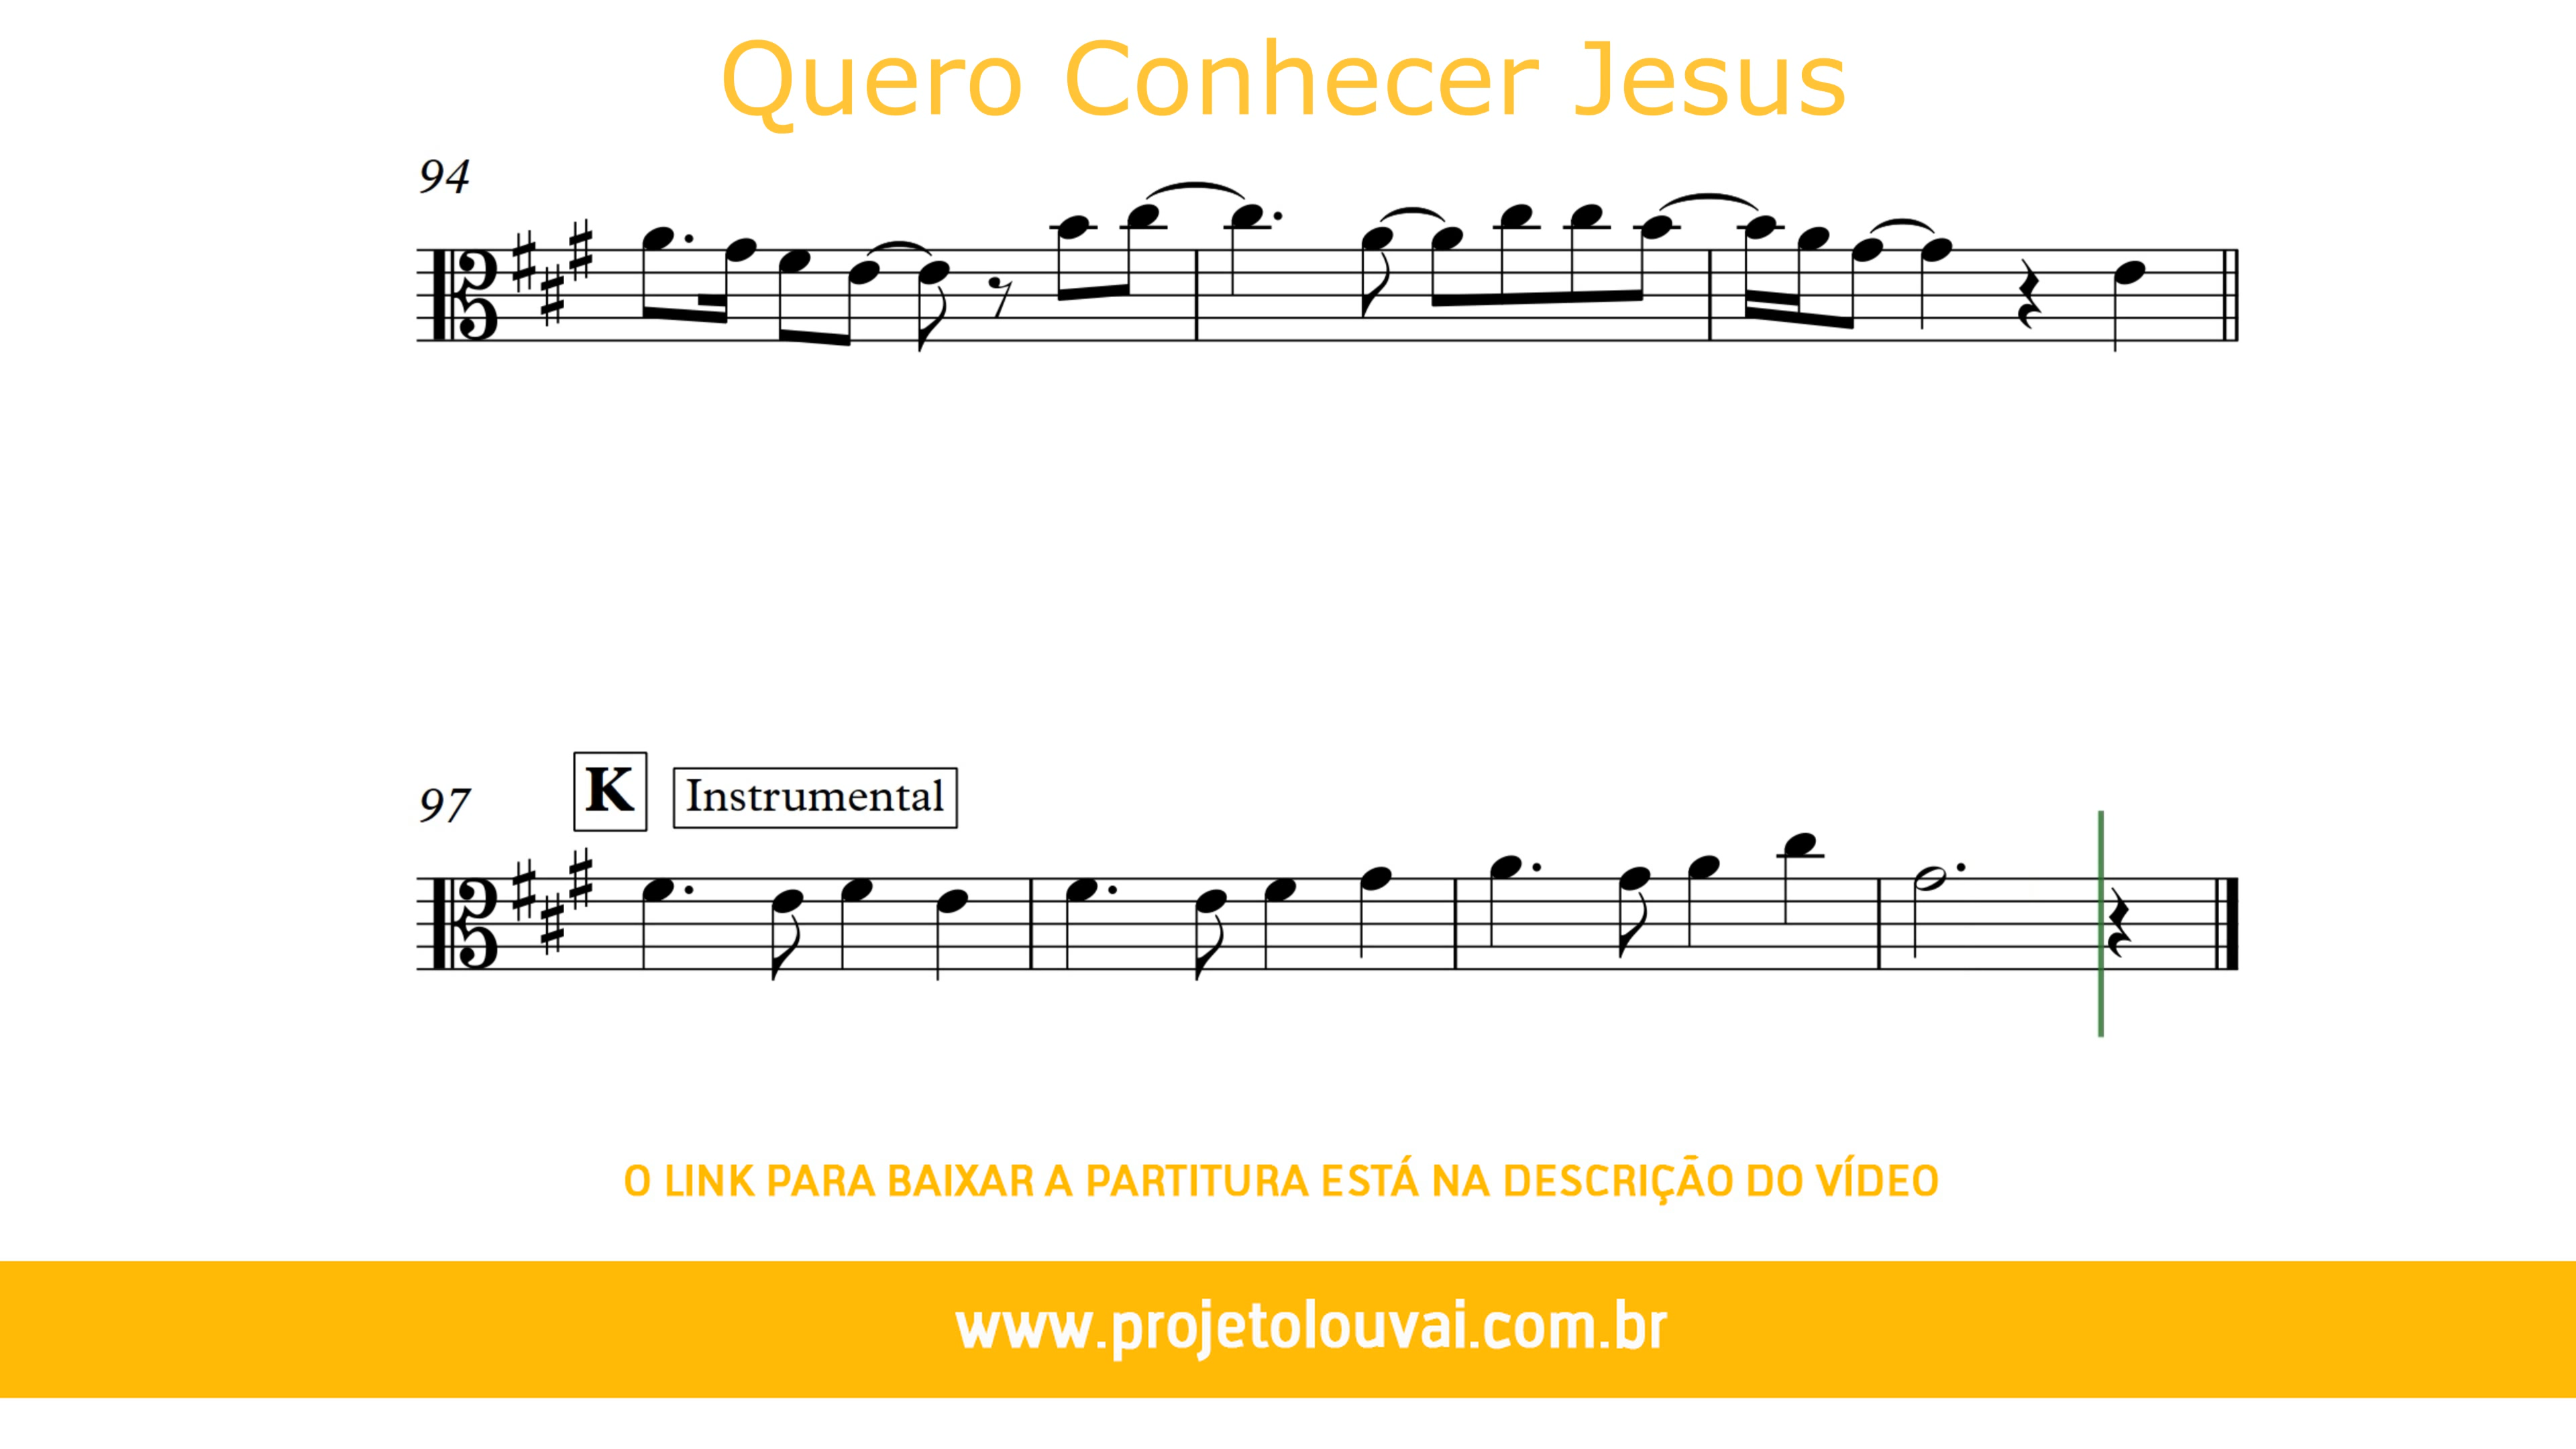 Quero Conhecer Jesus
94
97
K Instrumental
O LINK PARA BAIXAR A PARTITURA ESTÁ NA DESCRIÇÃO DO VÍDEO
www.projetolouvai.com.br